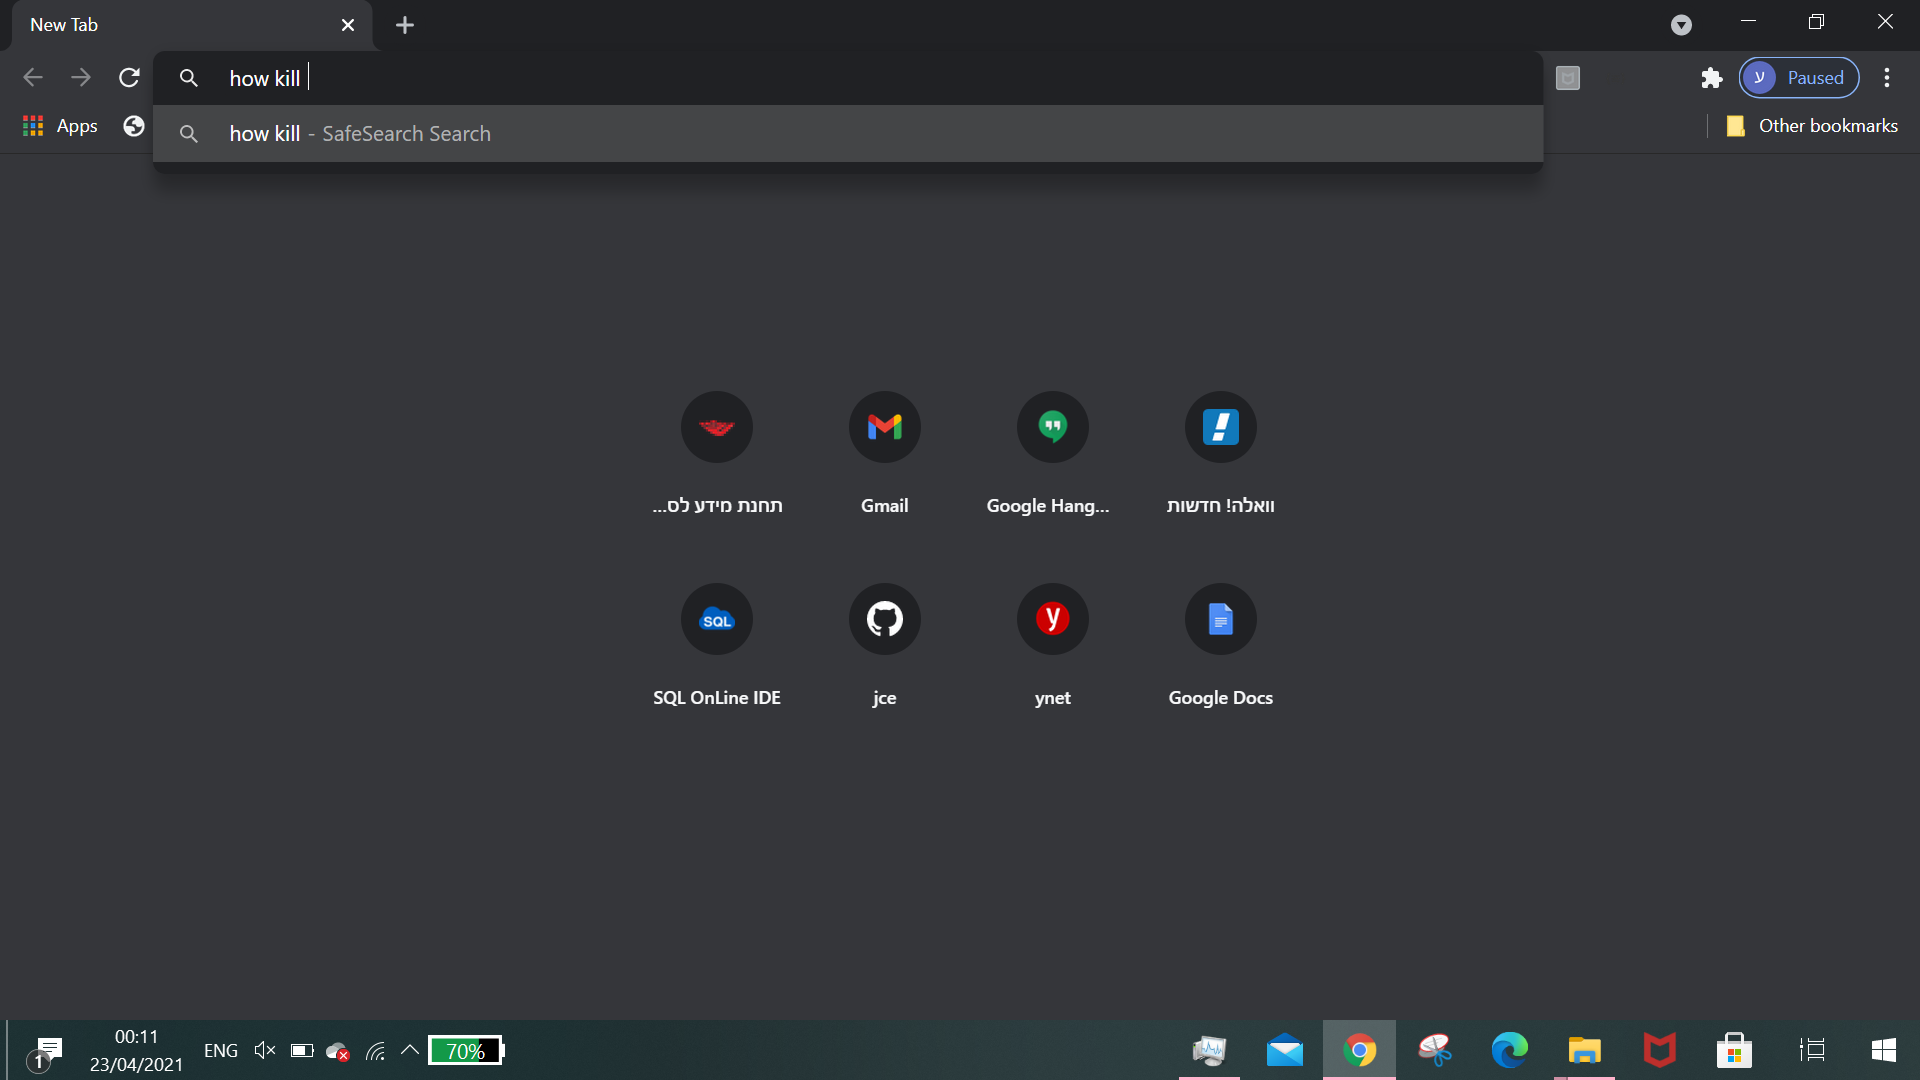 New Tab
how kill
Paused
how kill - SafeSearch Search
Apps
Other bookmarks
תחנת מידע לס...
Gmail
Google Hang...
וואלה! חדשות
SQL
y
SQL OnLine IDE
jce
ynet
Google Docs
1
00:11
23/04/2021
ENG
70%
ע